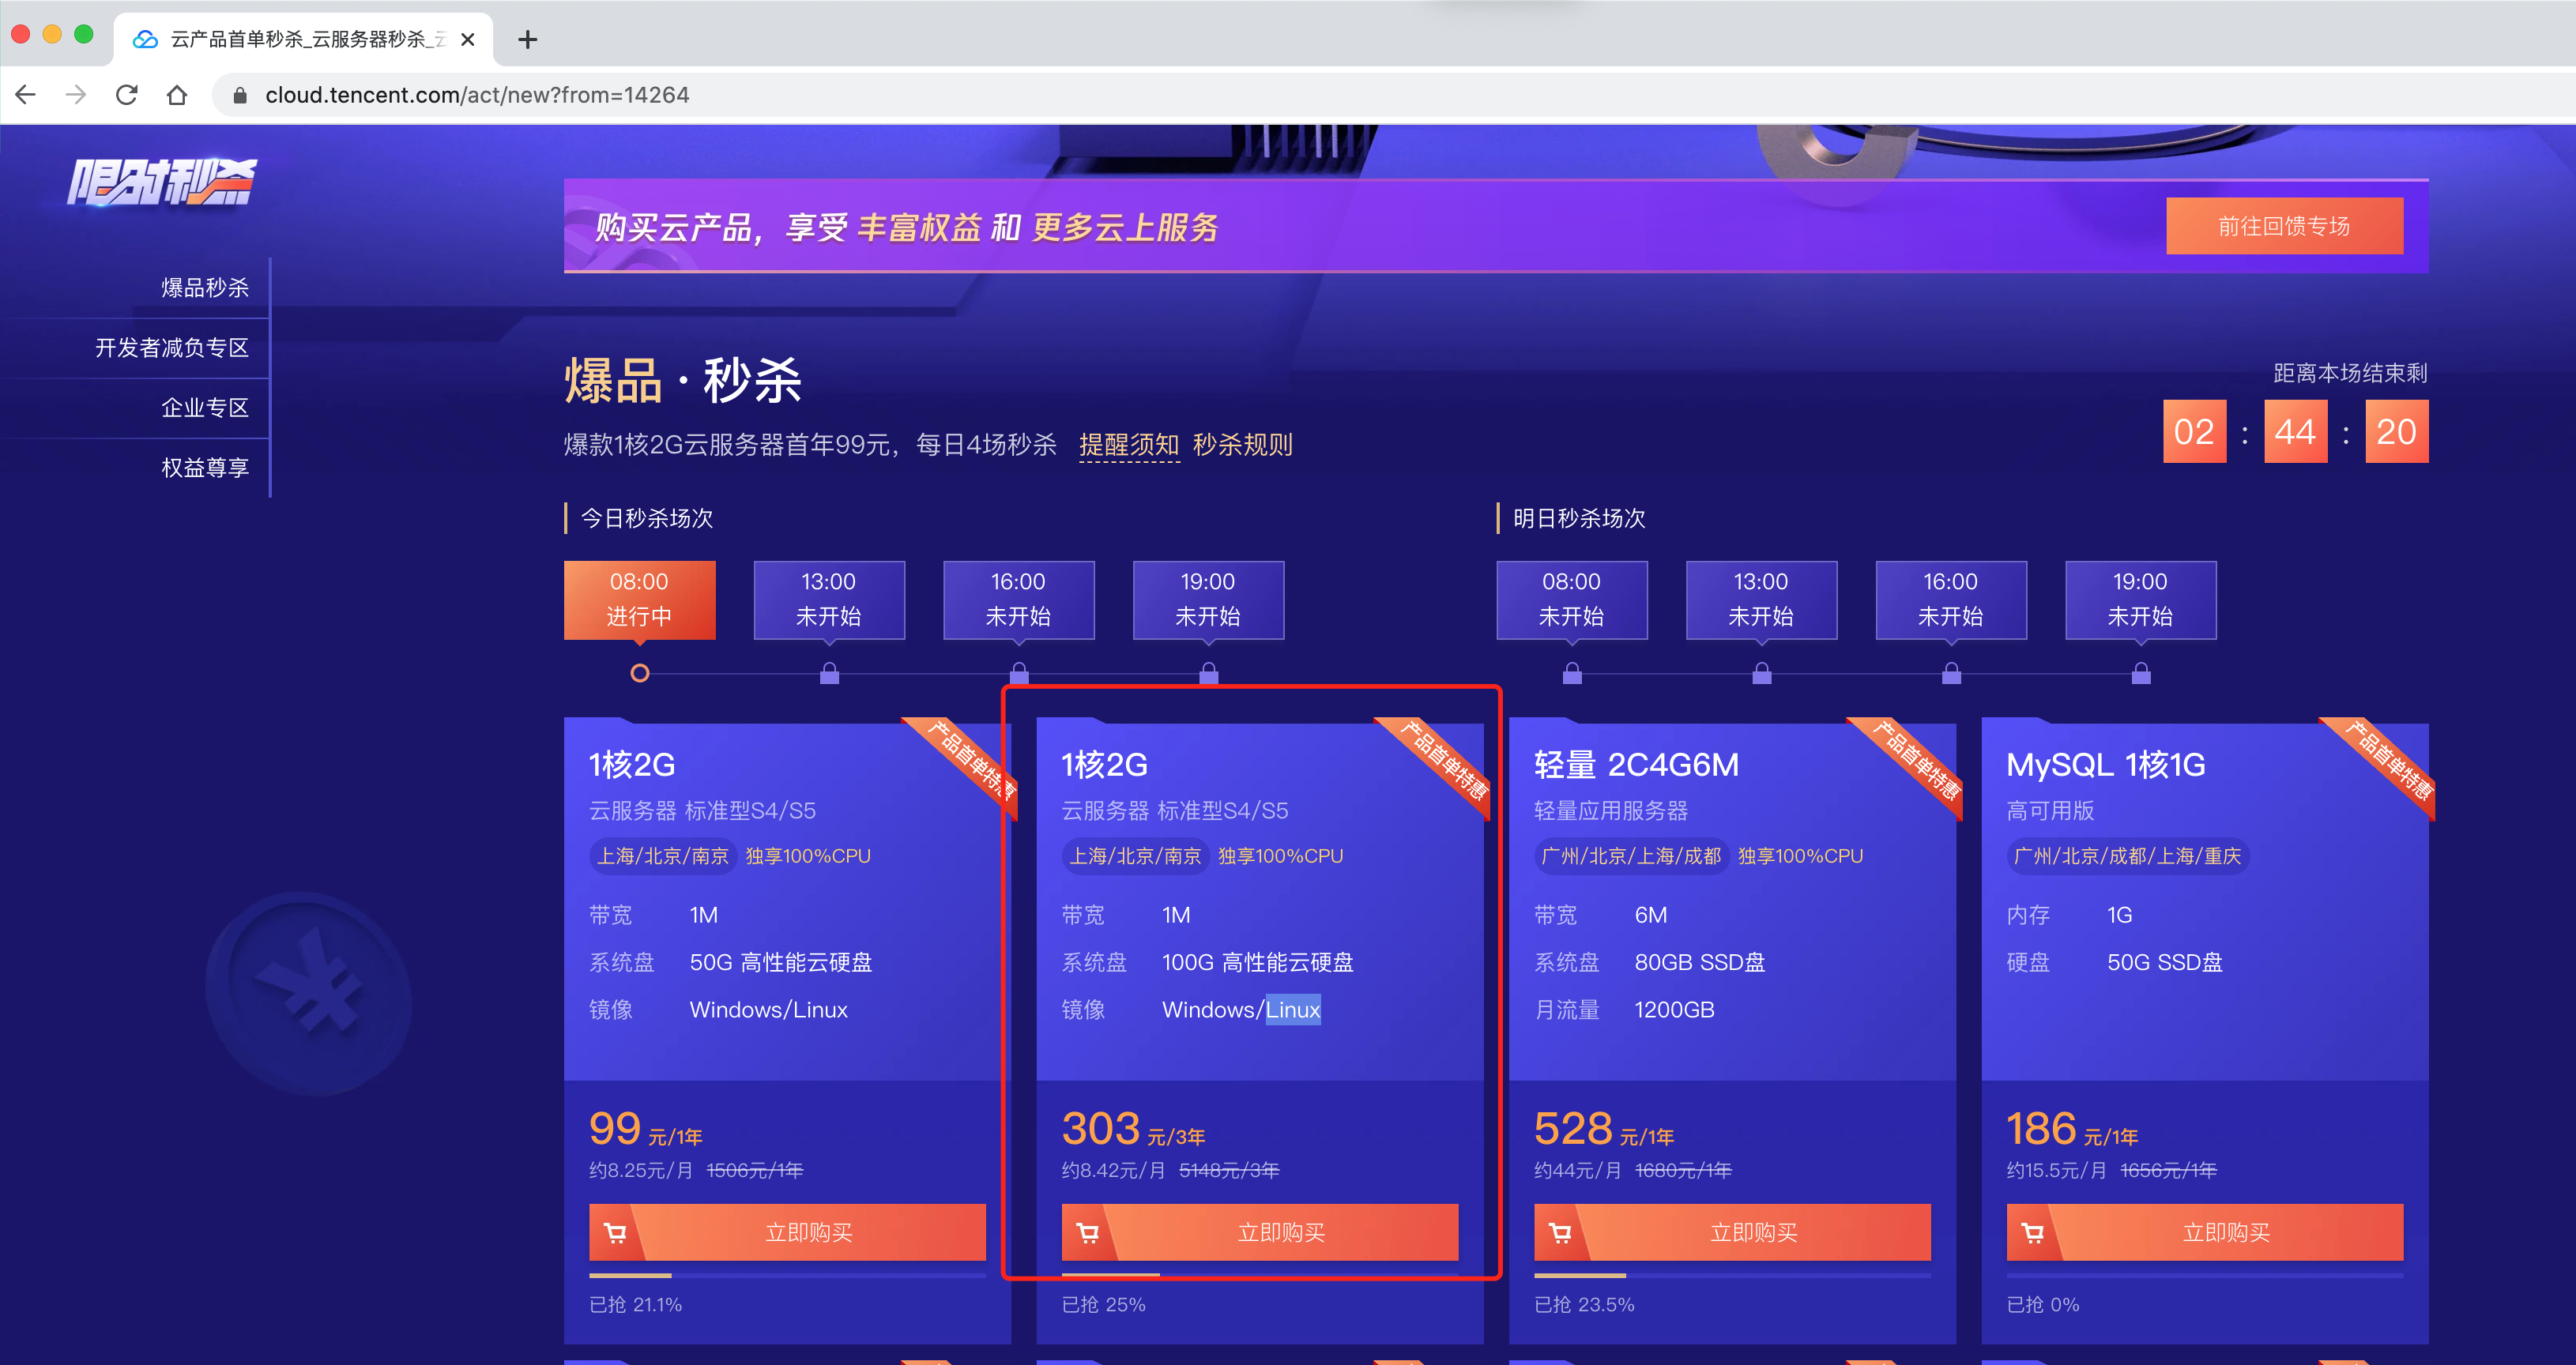 云产品首单秒杀_云服务器秒杀_云
cloud.tencent.com/act/new?from=14264
限时秒杀
购买云产品，享受 丰富权益 和 更多云上服务
前往回馈专场
爆品秒杀
开发者减负专区
企业专区
权益尊享
爆品 · 秒杀
距离本场结束剩
02 : 44 : 20
爆款1核2G云服务器首年99元，每日4场秒杀 提醒须知 秒杀规则
今日秒杀场次
08:00
进行中
13:00
未开始
16:00
未开始
19:00
未开始
明日秒杀场次
08:00
未开始
13:00
未开始
16:00
未开始
19:00
未开始
产品首单特惠
1核2G
云服务器 标准型S4/S5
上海/北京/南京 独享100%CPU
带宽 1M
系统盘 50G 高性能云硬盘
镜像 Windows/Linux
99 元/1年
约8.25元/月 1506元/1年
立即购买
已抢 21.1%
产品首单特惠
1核2G
云服务器 标准型S4/S5
上海/北京/南京 独享100%CPU
带宽 1M
系统盘 100G 高性能云硬盘
镜像 Windows/Linux
303 元/3年
约8.42元/月 5148元/3年
立即购买
已抢 25%
产品首单特惠
轻量 2C4G6M
轻量应用服务器
广州/北京/上海/成都 独享100%CPU
带宽 6M
系统盘 80GB SSD盘
月流量 1200GB
528 元/1年
约44元/月 1680元/1年
立即购买
已抢 23.5%
产品首单特惠
MySQL 1核1G
高可用版
广州/北京/成都/上海/重庆
内存 1G
硬盘 50G SSD盘
186 元/1年
约15.5元/月 1656元/1年
立即购买
已抢 0%